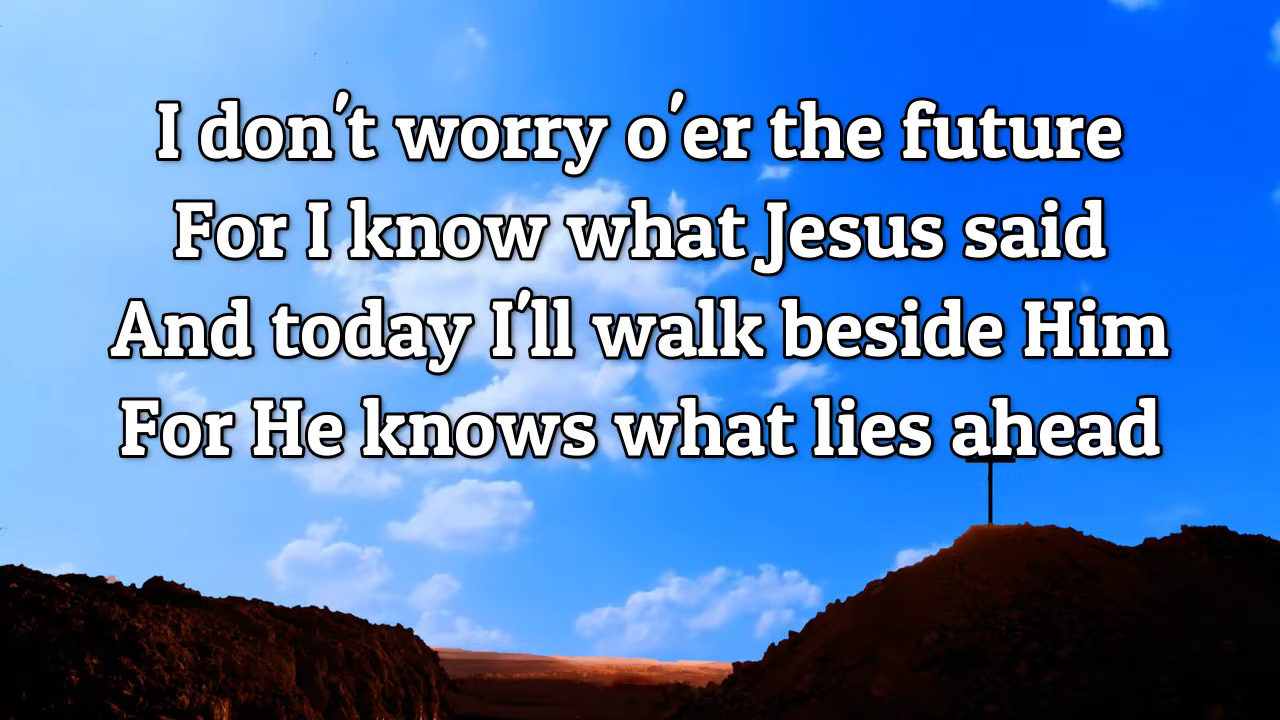 I don't worry o'er the future
For I know what Jesus said
And today I'll walk beside Him
For He knows what lies ahead